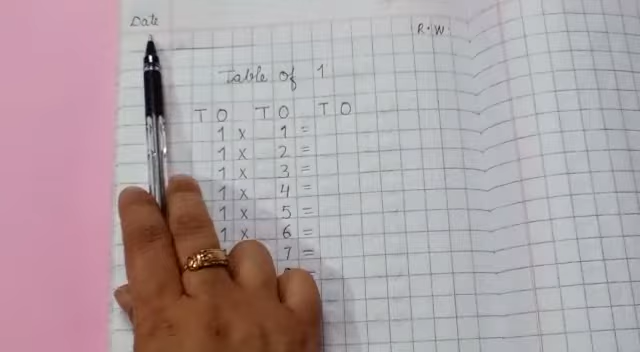 Date
R.W.
Table of 1
T O T O T O
1 x 1 =
1 x 2 =
1 x 3 =
1 x 4 =
1 x 5 =
1 x 6 =
7 =